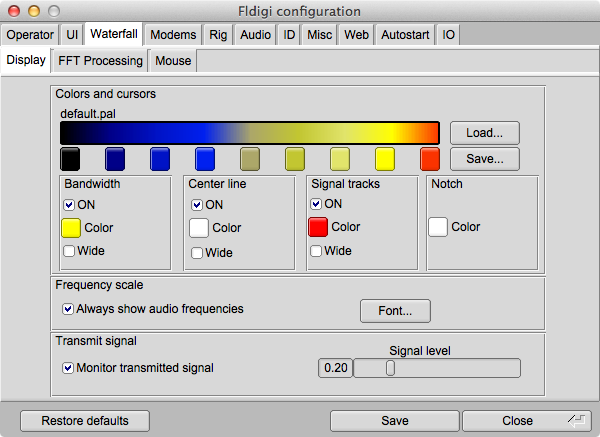 Fldigi configuration
Operator UI Waterfall Modems Rig Audio ID Misc Web Autostart IO
Display FFT Processing Mouse
Colors and cursors
default.pal
Load...
Save...
Bandwidth Center line Signal tracks Notch
ON ON ON
Color Color Color Color
Wide Wide Wide
Frequency scale
Always show audio frequencies Font...
Transmit signal
Signal level
Monitor transmitted signal 0.20
Restore defaults Save Close